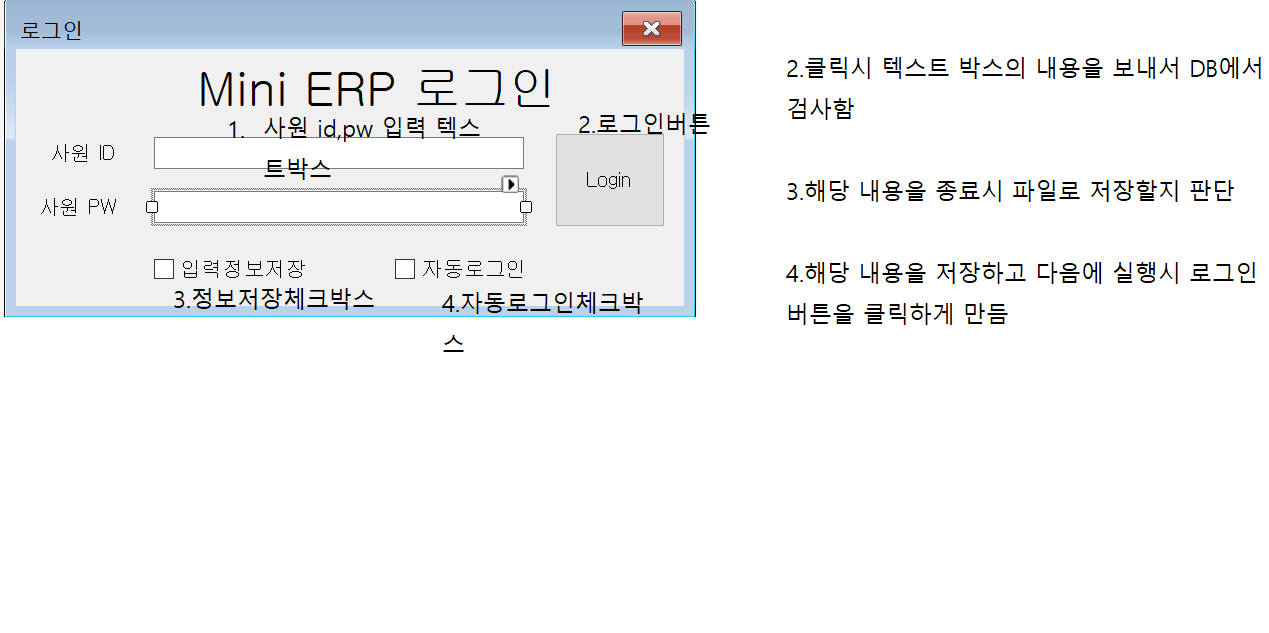 로그인
Mini ERP 로그인
1. 사원 id,pw 입력 텍스
트박스
2.로그인버튼
사원 ID
Login
사원 PW
입력정보저장
자동로그인
3.정보저장체크박스
4.자동로그인체크박
스
2.클릭시 텍스트 박스의 내용을 보내서 DB에서
검사함
3.해당 내용을 종료시 파일로 저장할지 판단
4.해당 내용을 저장하고 다음에 실행시 로그인
버튼을 클릭하게 만듬